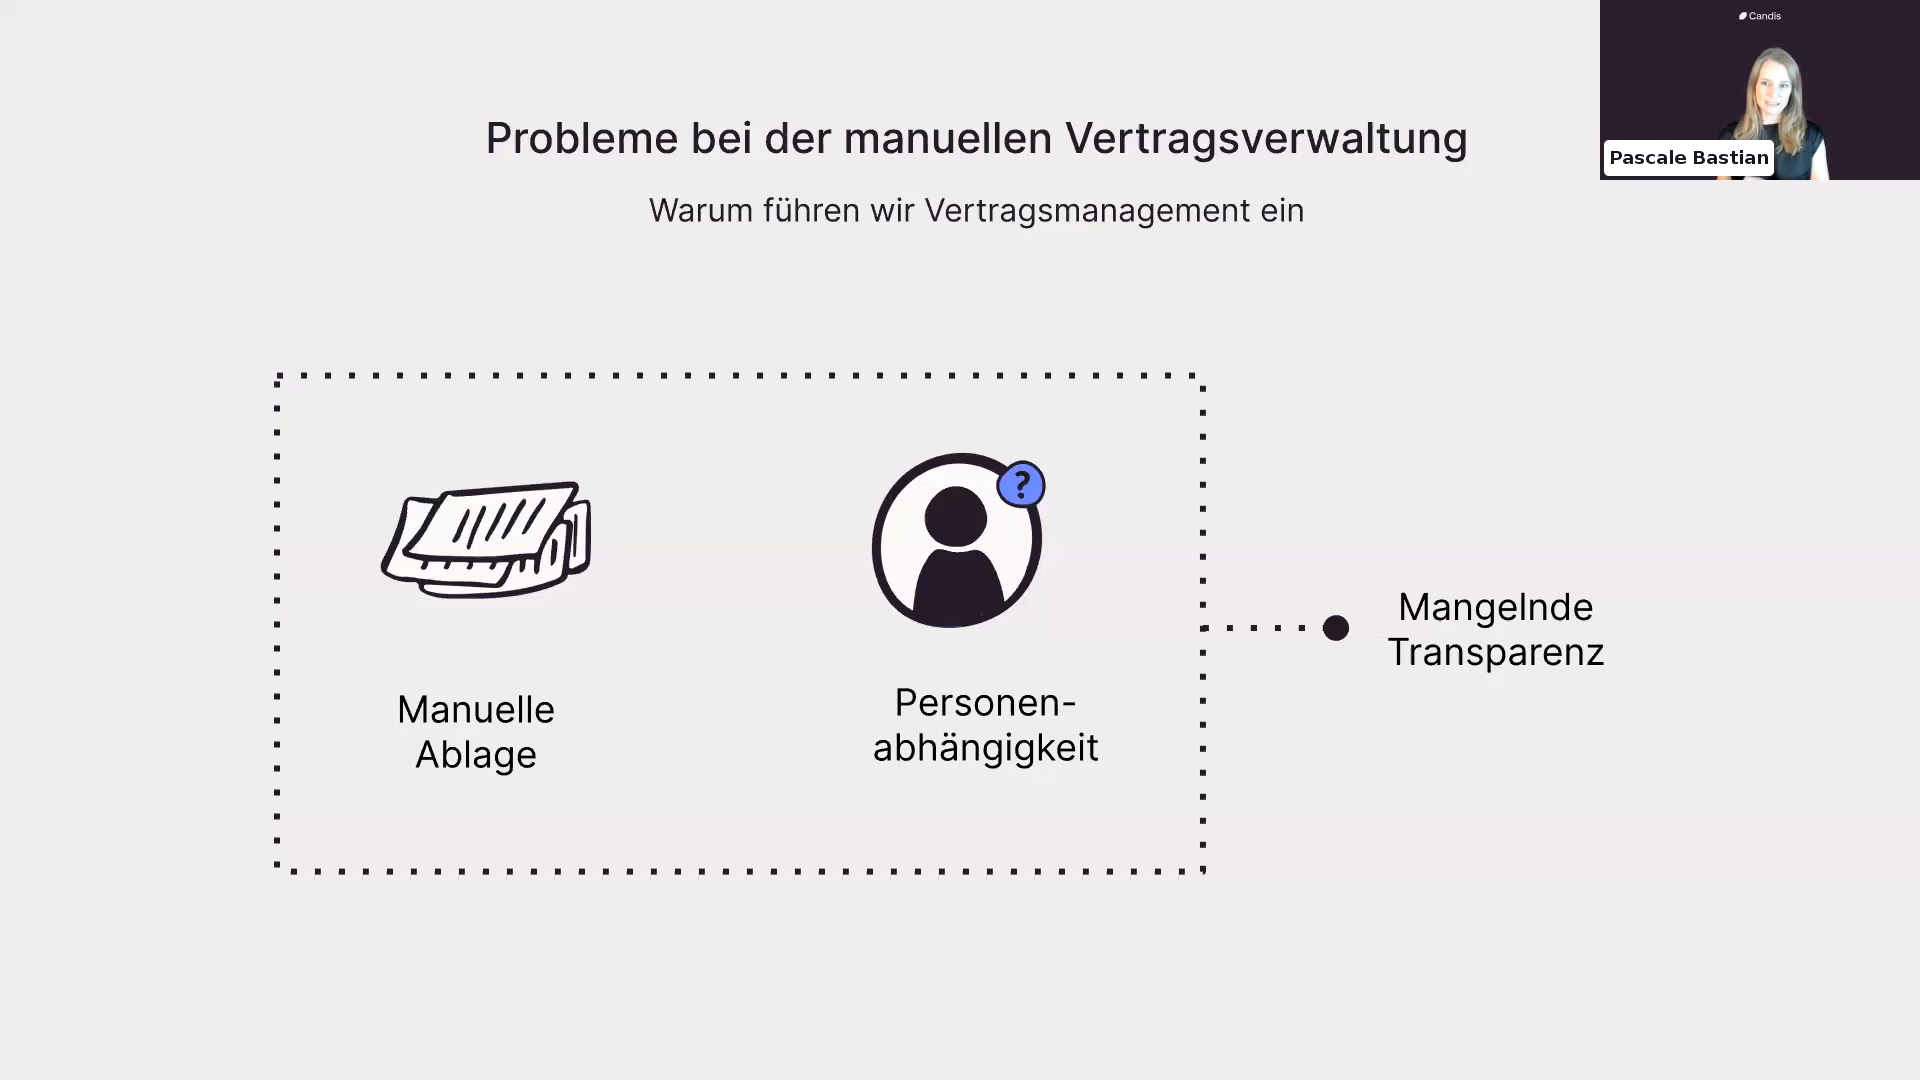 Candis
Probleme bei der manuellen Vertragsverwaltung
Pascale Bastian
Warum führen wir Vertragsmanagement ein
?
Mangelnde
Transparenz
Manuelle
Ablage
Personen-
abhängigkeit